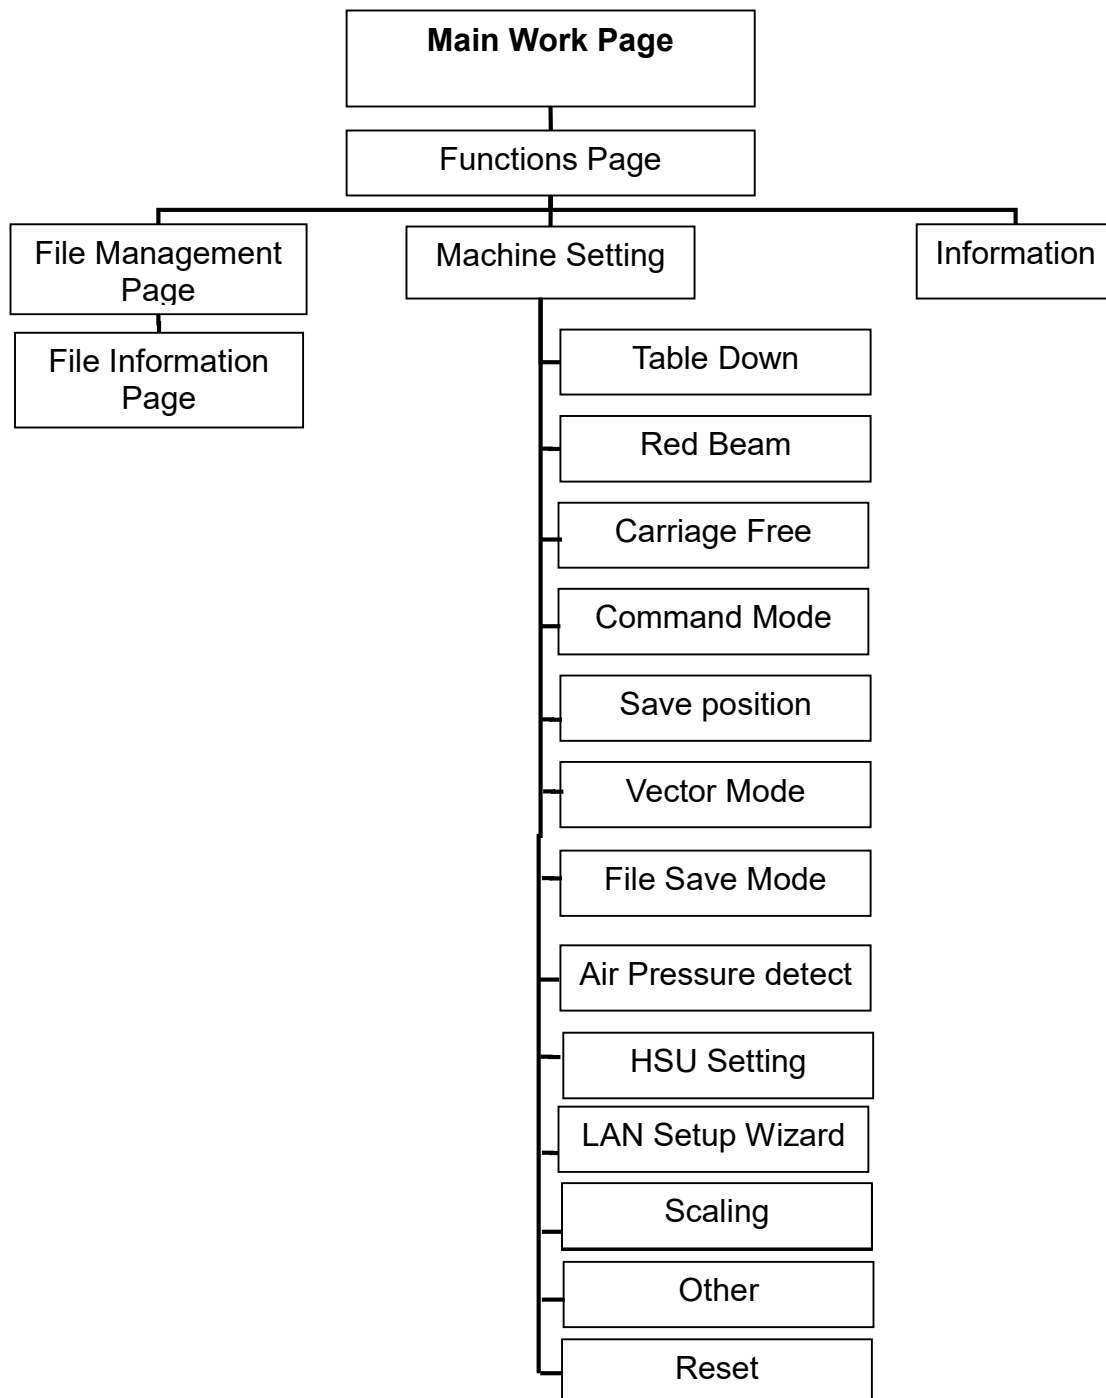 Main Work Page
Functions Page
File Management
Page
Machine Setting
Information
File Information
Page
Table Down
Red Beam
Carriage Free
Command Mode
Save position
Vector Mode
File Save Mode
Air Pressure detect
HSU Setting
LAN Setup Wizard
Scaling
Other
Reset